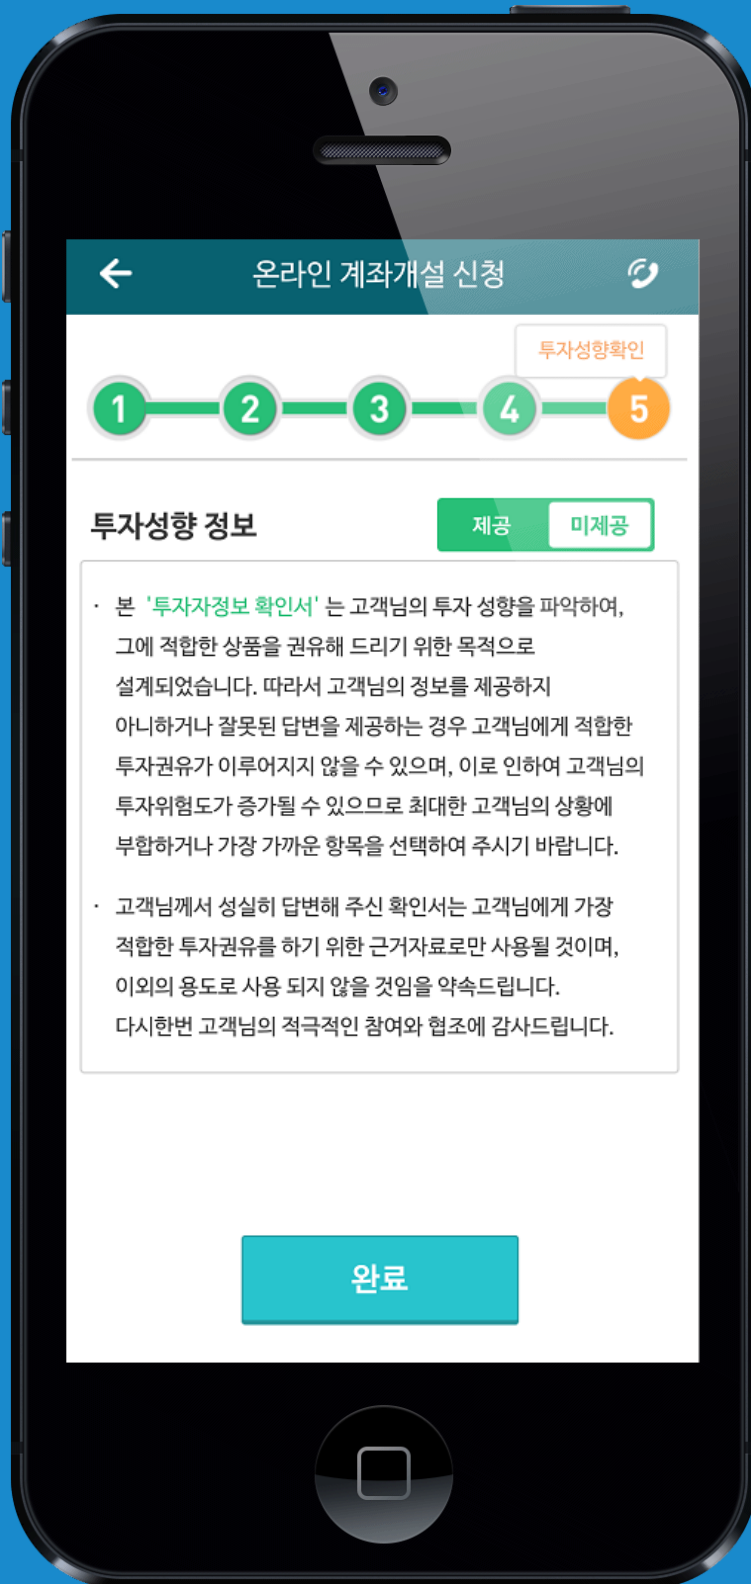 온라인 계좌개설 신청
투자성향확인
1 2 3 4 5
투자성향 정보 제공 미제공
· 본 '투자자정보 확인서' 는 고객님의 투자 성향을 파악하여,
그에 적합한 상품을 권유해 드리기 위한 목적으로
설계되었습니다. 따라서 고객님의 정보를 제공하지
아니하거나 잘못된 답변을 제공하는 경우 고객님에게 적합한
투자권유가 이루어지지 않을 수 있으며, 이로 인하여 고객님의
투자위험도가 증가될 수 있으므로 최대한 고객님의 상황에
부합하거나 가장 가까운 항목을 선택하여 주시기 바랍니다.
· 고객님께서 성실히 답변해 주신 확인서는 고객님에게 가장
적합한 투자권유를 하기 위한 근거자료로만 사용될 것이며,
이외의 용도로 사용 되지 않을 것임을 약속드립니다.
다시한번 고객님의 적극적인 참여와 협조에 감사드립니다.
완료